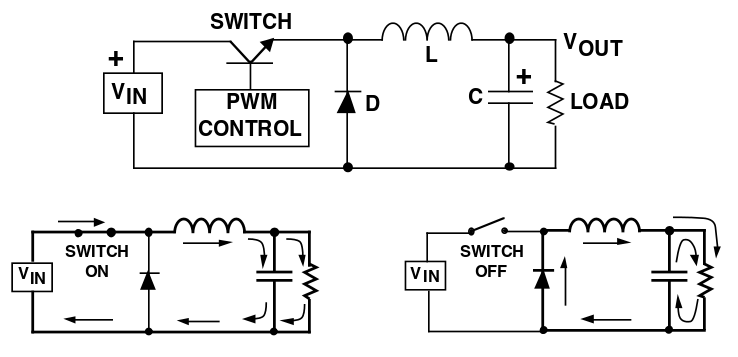 SWITCH
+
VIN
PWM
CONTROL
D
L
C
+
VOUT
LOAD
SWITCH
ON
VIN
SWITCH
OFF
VIN